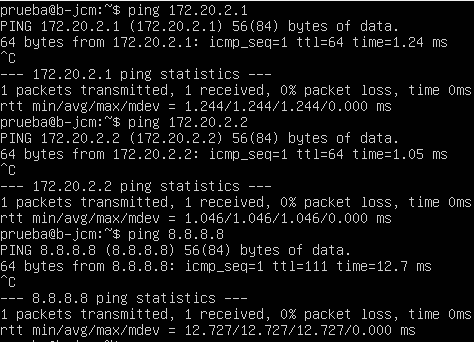 prueba@b-jcm:~$ ping 172.20.2.1
PING 172.20.2.1 (172.20.2.1) 56(84) bytes of data.
64 bytes from 172.20.2.1: icmp_seq=1 ttl=64 time=1.24 ms
^C
--- 172.20.2.1 ping statistics ---
1 packets transmitted, 1 received, 0% packet loss, time 0ms
rtt min/avg/max/mdev = 1.244/1.244/1.244/0.000 ms
prueba@b-jcm:~$ ping 172.20.2.2
PING 172.20.2.2 (172.20.2.2) 56(84) bytes of data.
64 bytes from 172.20.2.2: icmp_seq=1 ttl=64 time=1.05 ms
^C
--- 172.20.2.2 ping statistics ---
1 packets transmitted, 1 received, 0% packet loss, time 0ms
rtt min/avg/max/mdev = 1.046/1.046/1.046/0.000 ms
prueba@b-jcm:~$ ping 8.8.8.8
PING 8.8.8.8 (8.8.8.8) 56(84) bytes of data.
64 bytes from 8.8.8.8: icmp_seq=1 ttl=111 time=12.7 ms
^C
--- 8.8.8.8 ping statistics ---
1 packets transmitted, 1 received, 0% packet loss, time 0ms
rtt min/avg/max/mdev = 12.727/12.727/12.727/0.000 ms